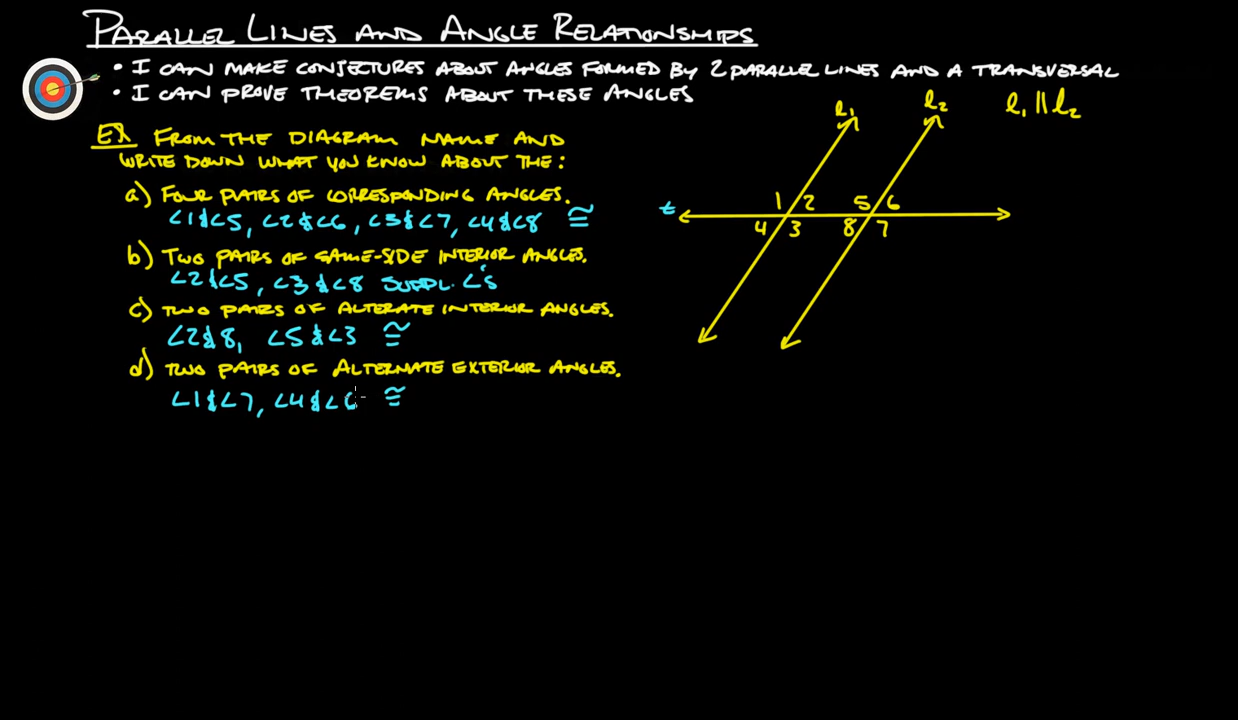 PARALLEL LINES AND ANGLE RELATIONSHIPS
• I CAN MAKE CONJECTURES ABOUT ANGLES FORMED BY 2 PARALLEL LINES AND A TRANSVERSAL
• I CAN PROVE THEOREMS ABOUT THESE ANGLES
EX FROM THE DIAGRAM NAME AND
WRITE DOWN WHAT YOU KNOW ABOUT THE:
a) FOUR PAIRS OF CORRESPONDING ANGLES.
∠1&∠5, ∠2&∠6, ∠3&∠7, ∠4&∠8 ≅
b) TWO PAIRS OF SAME-SIDE INTERIOR ANGLES.
∠2&∠5, ∠3&∠8 SUPPL. ∠'s
c) TWO PAIRS OF ALTERATE INTERIOR ANGLES.
∠2&8, ∠5&∠3 ≅
d) TWO PAIRS OF ALTERNATE EXTERIOR ANGLES.
∠1&∠7, ∠4&∠6 ≅
l₁ l₂ l₁ || l₂
1 2 5 6
t
4 3 8 7